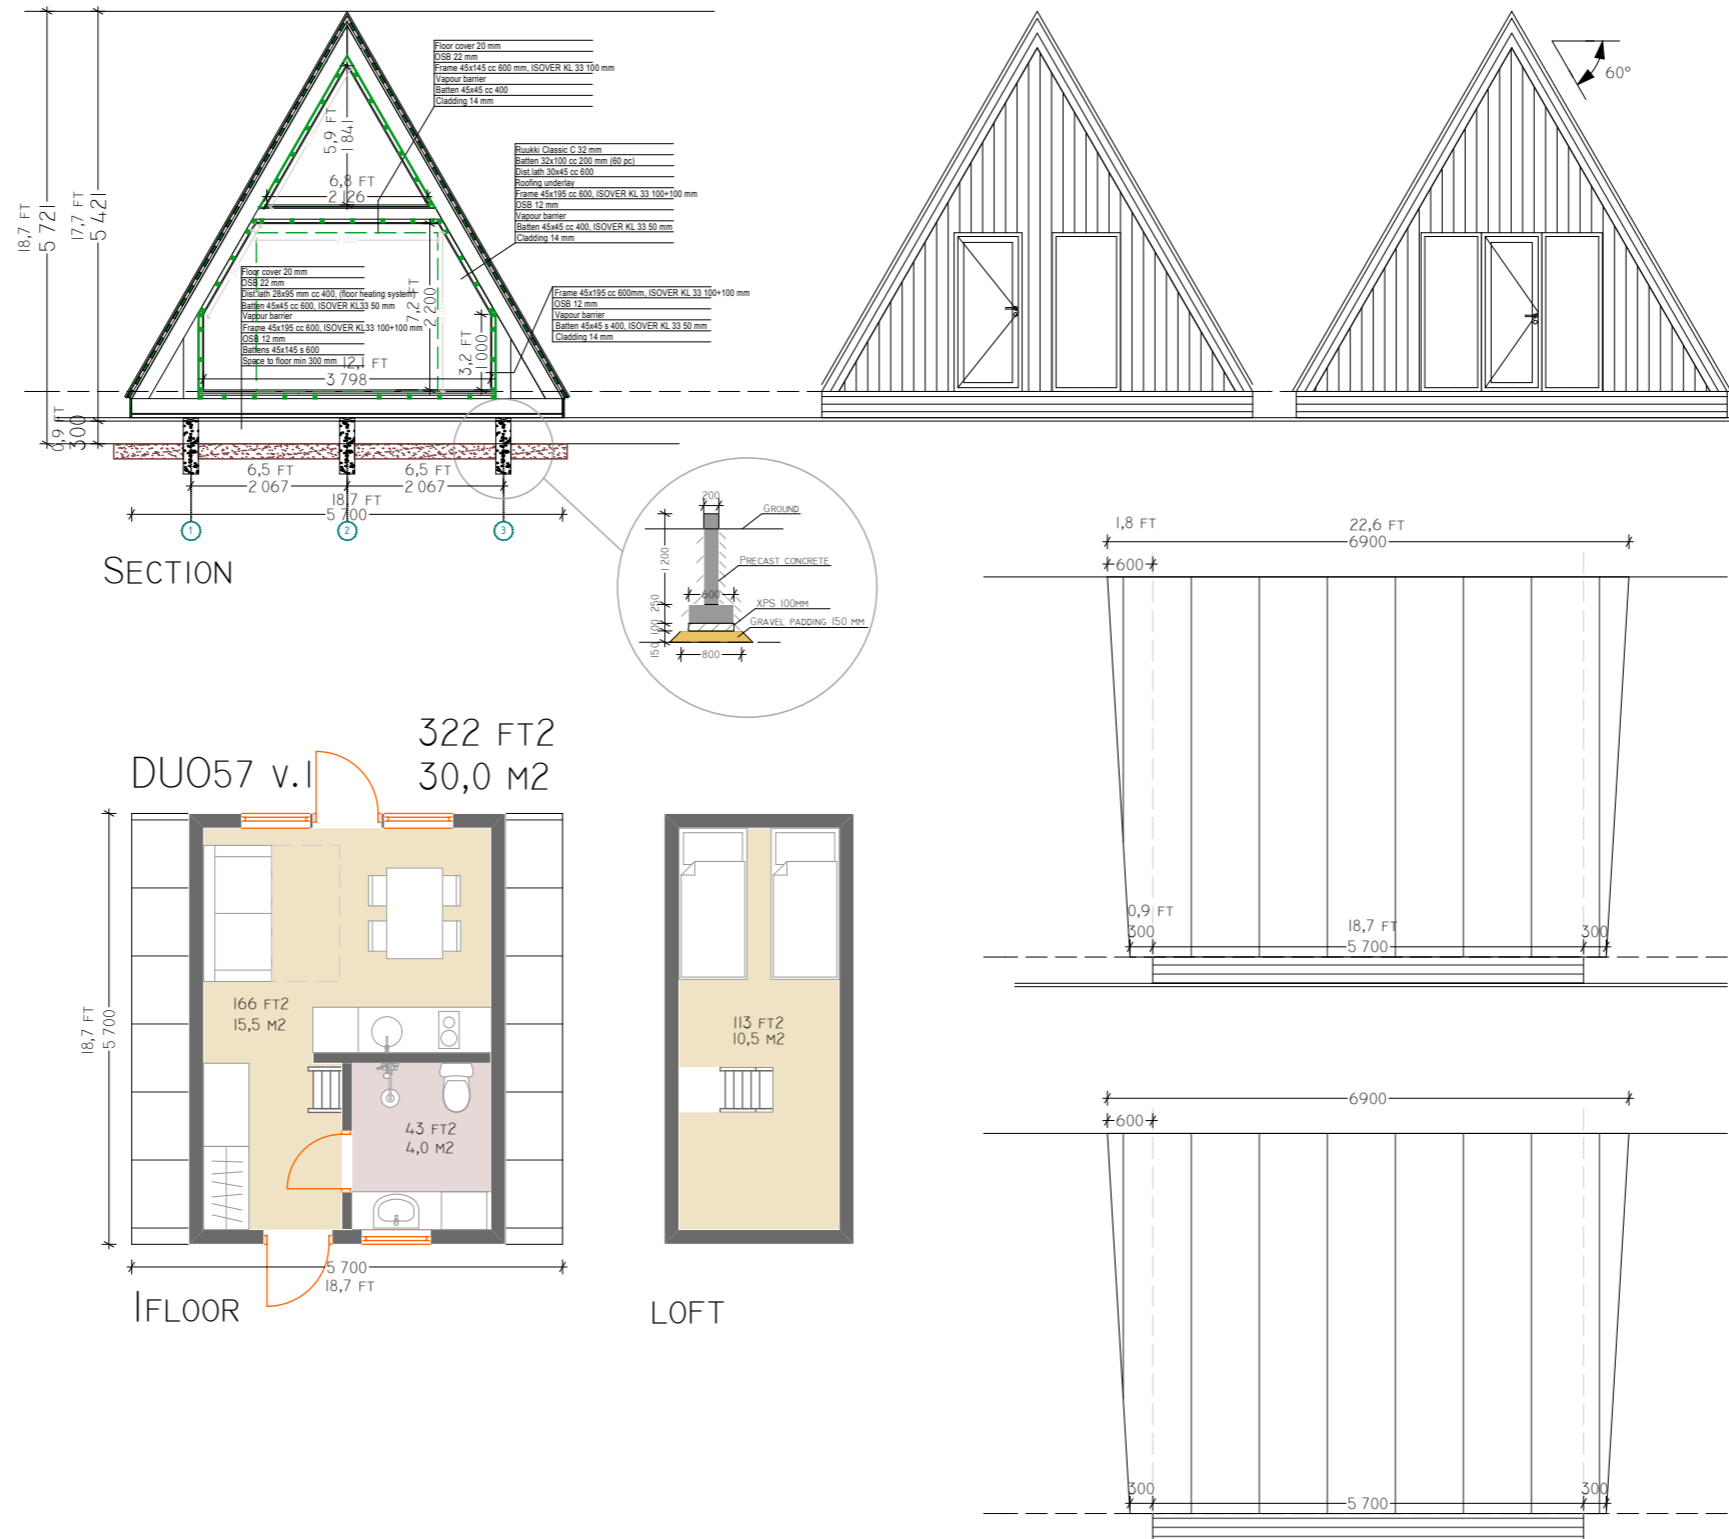 Floor cover 20 mm
OSB 22 mm
Frame 45x145 cc 600 mm, ISOVER KL 33 100 mm
Vapour barrier
Batten 45x45 cc 400
Cladding 14 mm
Ruukki Classic C 32 mm
Batten 32x100 cc 200 mm (60 pc)
Dist.lath 30x45 cc 600
Roofing underlay
Frame 45x195 cc 600, ISOVER KL 33 100+100 mm
OSB 12 mm
Vapour barrier
Batten 45x45 cc 400, ISOVER KL 33 50 mm
Cladding 14 mm
Floor cover 20 mm
OSB 22 mm
Dist.lath 28x95 mm cc 400, (floor heating system)
Batten 45x45 cc 600, ISOVER KL33 50 mm
Vapour barrier
Frame 45x195 cc 600, ISOVER KL33 100+100 mm
OSB 12 mm
Battens 45x145 s 600
Space to floor min 300 mm
Frame 45x195 cc 600mm, ISOVER KL 33 100+100 mm
OSB 12 mm
Vapour barrier
Batten 45x45 s 400, ISOVER KL 33 50 mm
Cladding 14 mm
18,7 FT
5 721
17,7 FT
5 421
5,9 FT
1 841
6,8 FT
2 126
7,2 FT
2 200
3,2 FT
1 000
12,1 FT
3 798
0,9 FT
300
6,5 FT
2 067
6,5 FT
2 067
18,7 FT
5 700
1
2
3
SECTION
60°
200
GROUND
1 200
PRECAST CONCRETE
600
250
XPS 100MM
100
GRAVEL PADDING 150 MM
150
800
1,8 FT
22,6 FT
6900
600
0,9 FT
300
18,7 FT
5 700
300
DUO57 V.1
322 FT2
30,0 M2
18,7 FT
5 700
166 FT2
15,5 M2
43 FT2
4,0 M2
5 700
18,7 FT
1FLOOR
113 FT2
10,5 M2
LOFT
6900
600
300
5 700
300